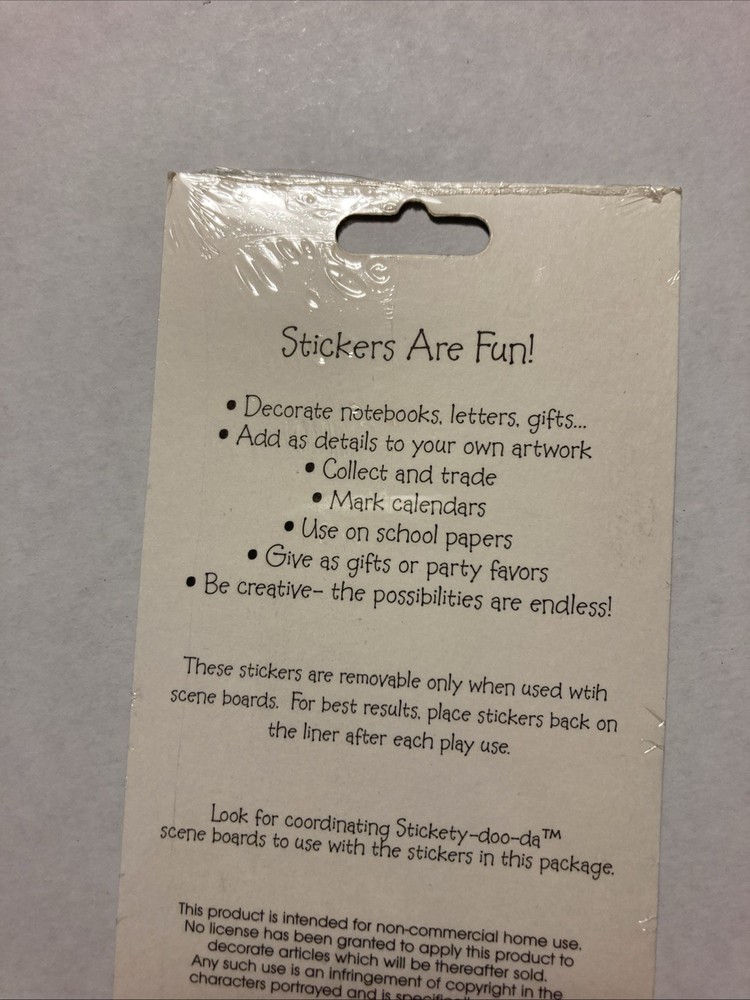 Stickers Are Fun!
• Decorate notebooks, letters, gifts...
• Add as details to your own artwork
• Collect and trade
• Mark calendars
• Use on school papers
• Give as gifts or party favors
• Be creative- the possibilities are endless!
These stickers are removable only when used wtih
scene boards. For best results, place stickers back on
the liner after each play use.
Look for coordinating Stickety-doo-da™
scene boards to use with the stickers in this package.
This product is intended for non-commercial home use.
No license has been granted to apply this product to
decorate articles which will be thereafter sold.
Any such use is an infringement of copyright in the
characters portrayed and is